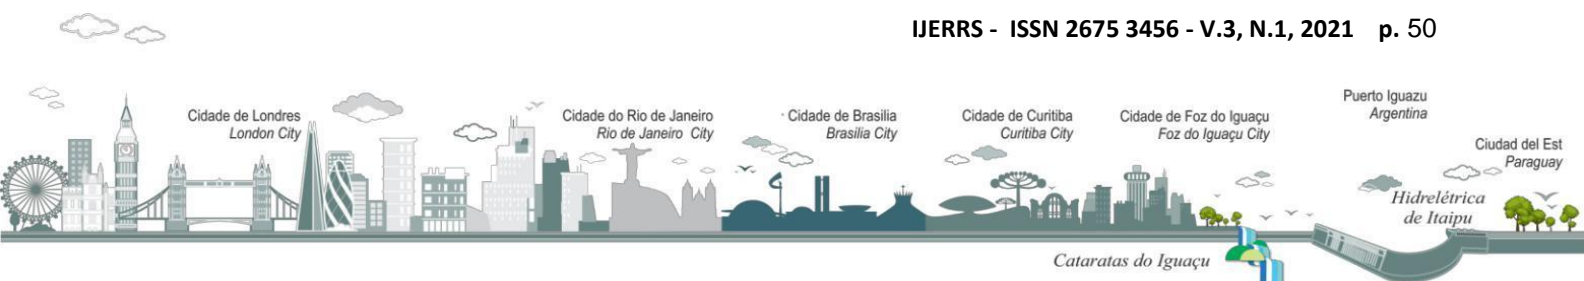 IJERRS - ISSN 2675 3456 - V.3, N.1, 2021 p. 50
Cidade de Londres
London City
Cidade do Rio de Janeiro
Rio de Janeiro City
Cidade de Brasilia
Brasilia City
Cidade de Curitiba
Curitiba City
Cidade de Foz do Iguaçu
Foz do Iguaçu City
Puerto Iguazu
Argentina
Ciudad del Est
Paraguay
Hidrelétrica
de Itaipu
Cataratas do Iguaçu